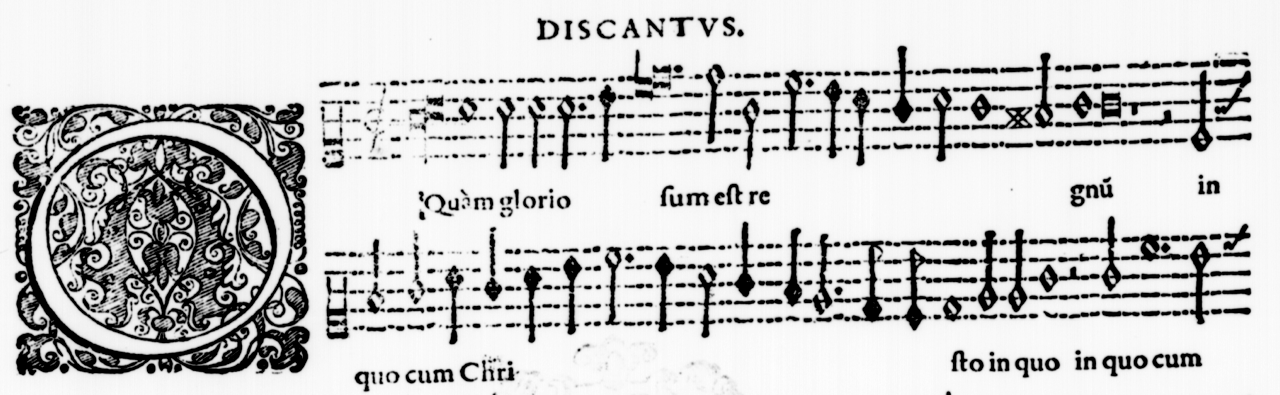 DISCANTVS.
O Quàm glorio ſum eſt re gnũ in
quo cum Chri ſto in quo in quo cum